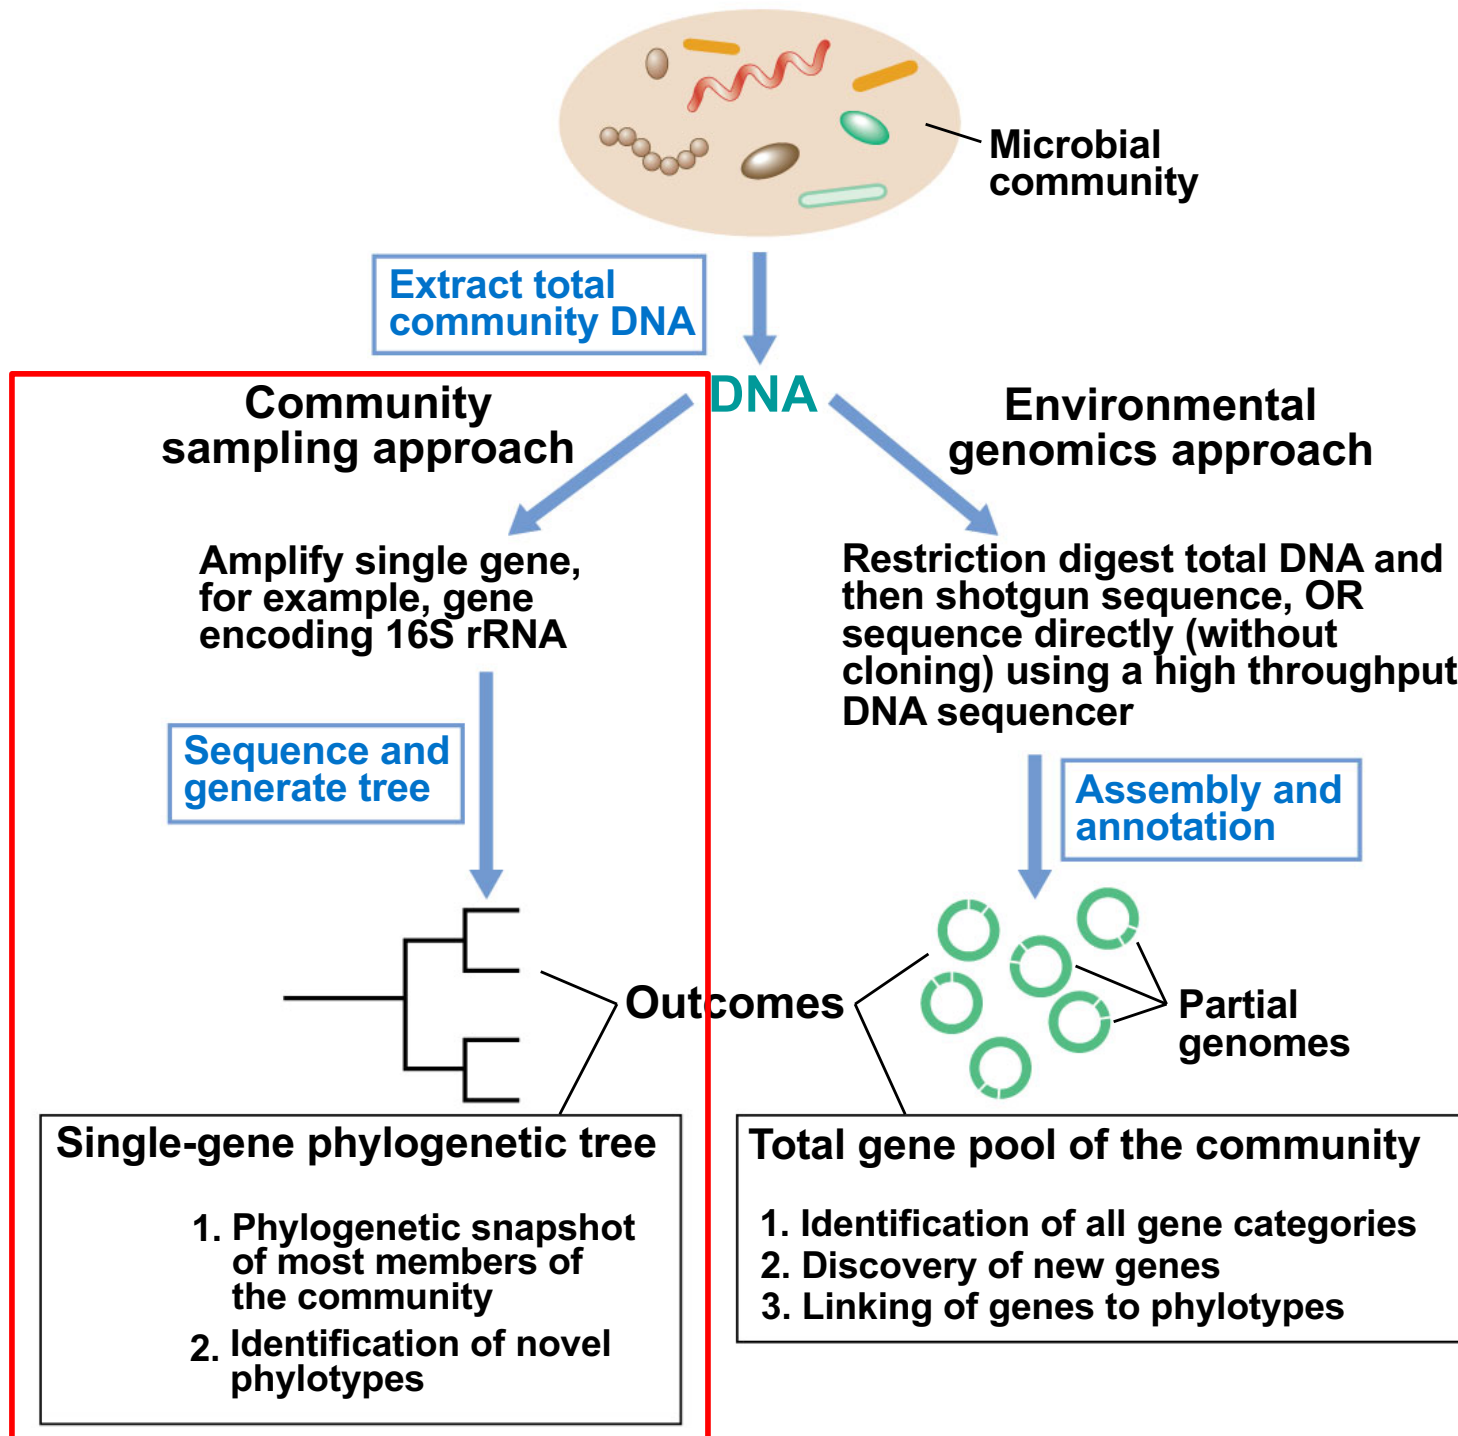 Microbial
community
Extract total
community DNA
DNA
Community
sampling approach
Amplify single gene,
for example, gene
encoding 16S rRNA
Sequence and
generate tree
Environmental
genomics approach
Restriction digest total DNA and
then shotgun sequence, OR
sequence directly (without
cloning) using a high throughput
DNA sequencer
Assembly and
annotation
Outcomes
Partial
genomes
Single-gene phylogenetic tree
1. Phylogenetic snapshot
of most members of
the community
2. Identification of novel
phylotypes
Total gene pool of the community
1. Identification of all gene categories
2. Discovery of new genes
3. Linking of genes to phylotypes